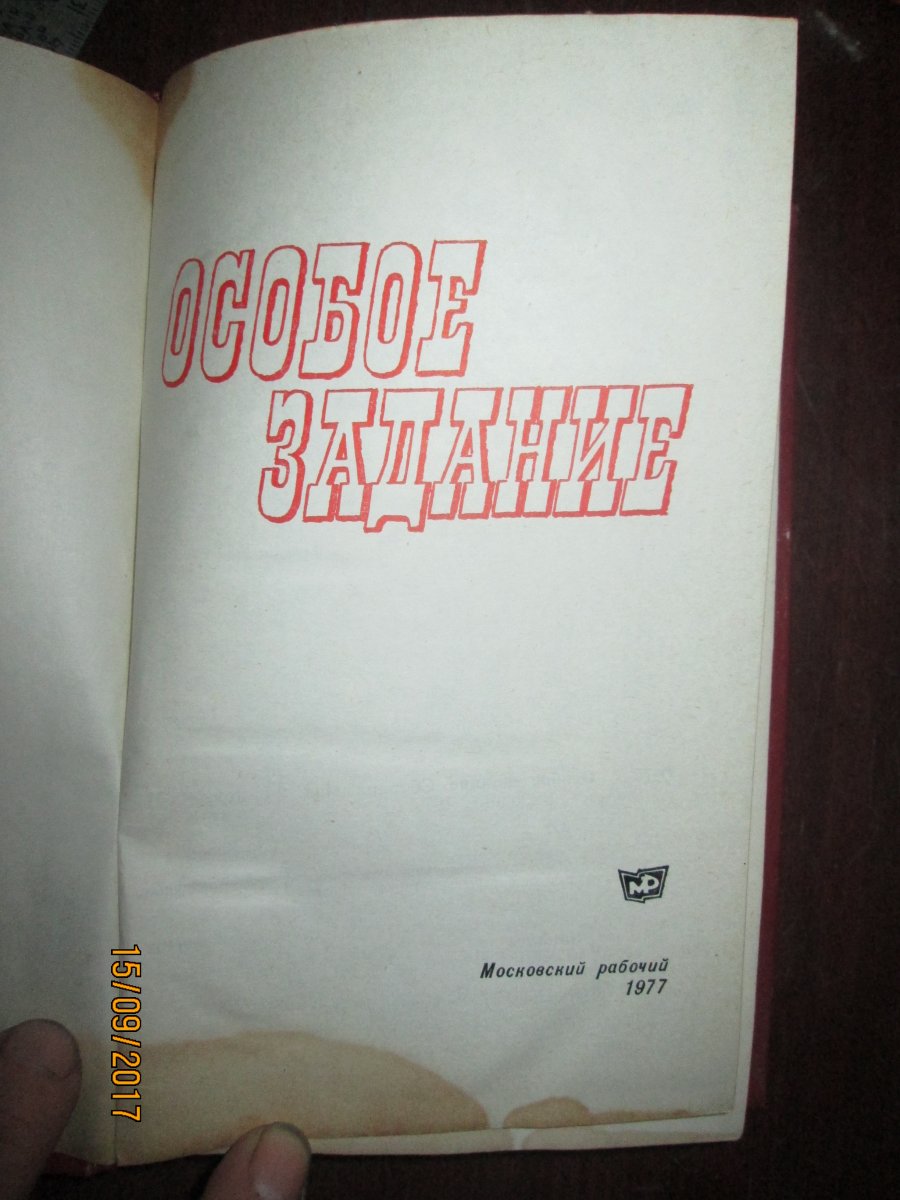 ОСОБОЕ
ЗАДАНИЕ
МР
Московский рабочий
1977
15/09/2017